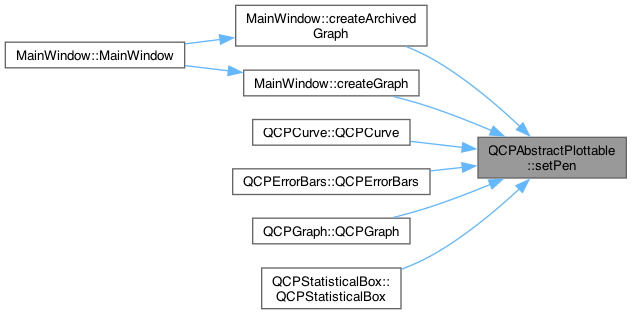 MainWindow::createArchived
Graph
MainWindow::MainWindow
MainWindow::createGraph
QCPCurve::QCPCurve
QCPAbstractPlottable
::setPen
QCPErrorBars::QCPErrorBars
QCPGraph::QCPGraph
QCPStatisticalBox::
QCPStatisticalBox